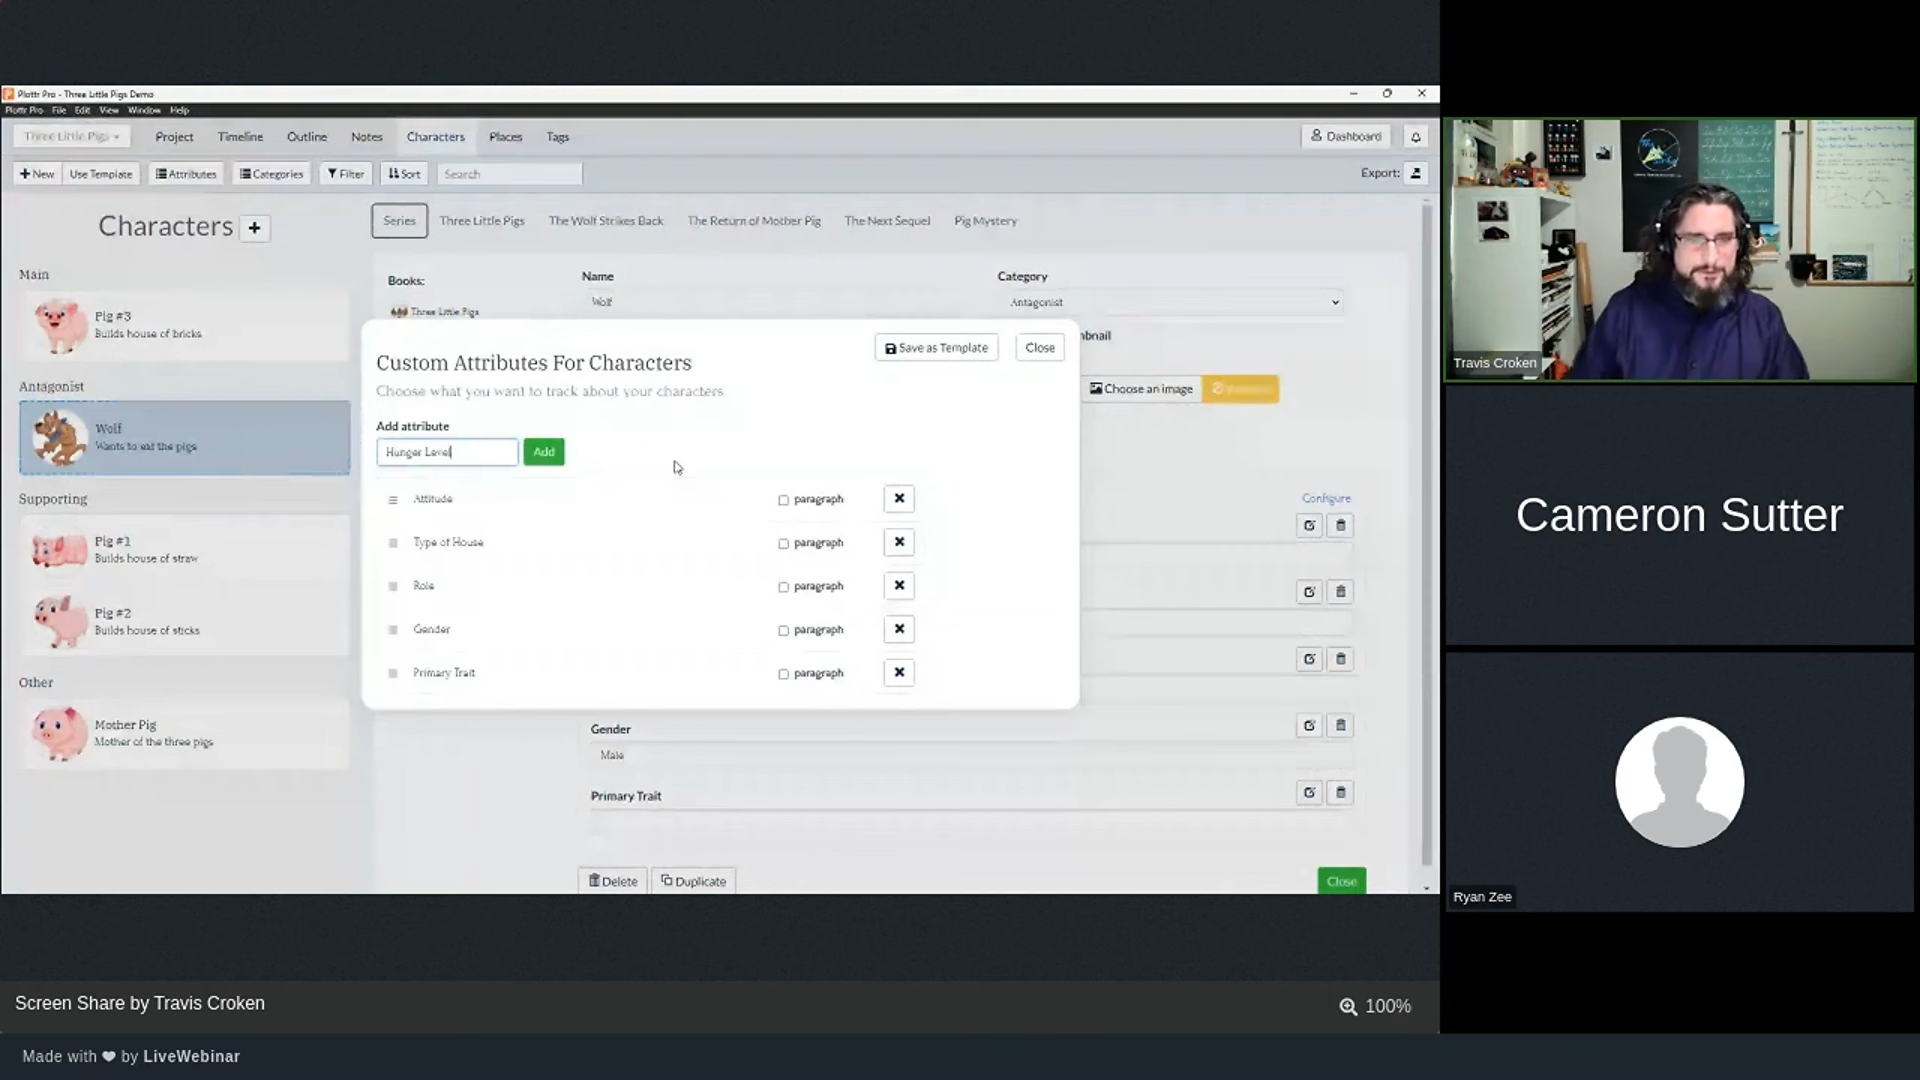 Plottr Pro - Three Little Pigs Demo
Plottr Pro File Edit View Window Help
Three Little Pigs Project Timeline Outline Notes Characters Places Tags Dashboard
New Use Template Attributes Categories Filter Sort Search Export:
Characters
Series Three Little Pigs The Wolf Strikes Back The Return of Mother Pig The Next Sequel Pig Mystery
Main
Pig #3
Builds house of bricks
Antagonist
Wolf
Wants to eat the pigs
Supporting
Pig #1
Builds house of straw
Pig #2
Builds house of sticks
Other
Mother Pig
Mother of the three pigs
Books:
Three Little Pigs
Name
Wolf
Category
Antagonist
Custom Attributes For Characters
Save as Template
Close
Choose what you want to track about your characters
Add attribute
Hunger Level
Add
Attitude paragraph
Type of House paragraph
Role paragraph
Gender paragraph
Primary Trait paragraph
Choose an image
Configure
Gender
Male
Primary Trait
Delete
Duplicate
Close
Travis Croken
Cameron Sutter
Ryan Zee
Screen Share by Travis Croken
100%
Made with ❤ by LiveWebinar